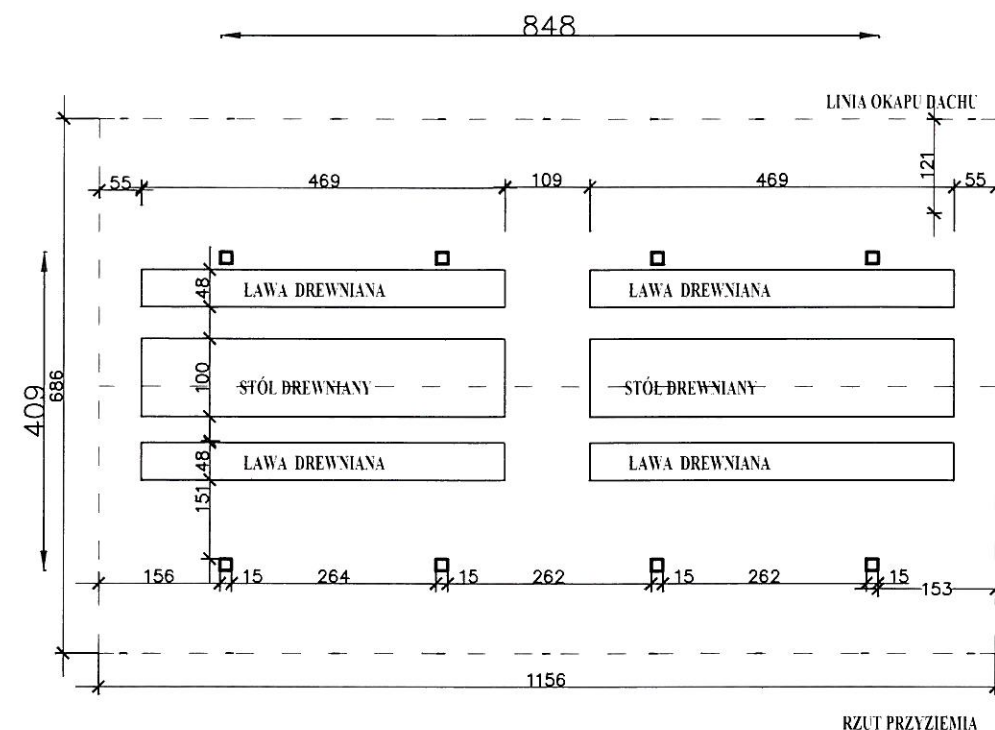 848
LINIA OKAPU DACHU
121
55 469 109 469 55
48 ŁAWA DREWNIANA ŁAWA DREWNIANA
409 686 100 STÓL DREWNIANY STÓL DREWNIANY
48 ŁAWA DREWNIANA ŁAWA DREWNIANA
151
156 15 264 15 262 15 262 15
153
1156
RZUT PRZYZIEMIA